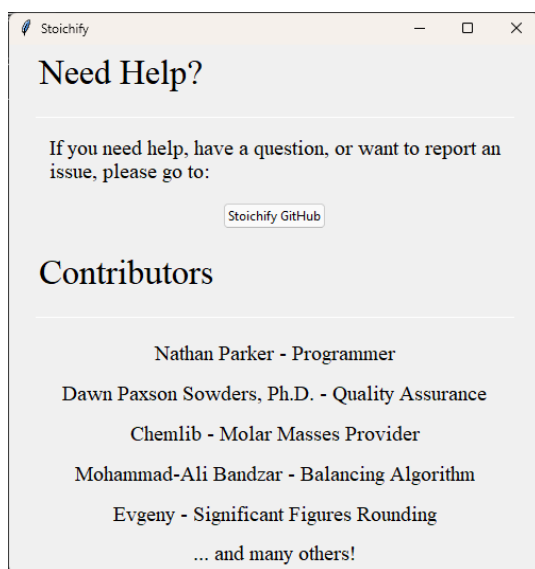 Stoichify
Need Help?
If you need help, have a question, or want to report an
issue, please go to:
Stoichify GitHub
Contributors
Nathan Parker - Programmer
Dawn Paxson Sowders, Ph.D. - Quality Assurance
Chemlib - Molar Masses Provider
Mohammad-Ali Bandzar - Balancing Algorithm
Evgeny - Significant Figures Rounding
... and many others!